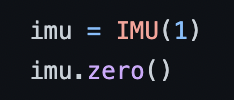 imu = IMU(1)
imu.zero()